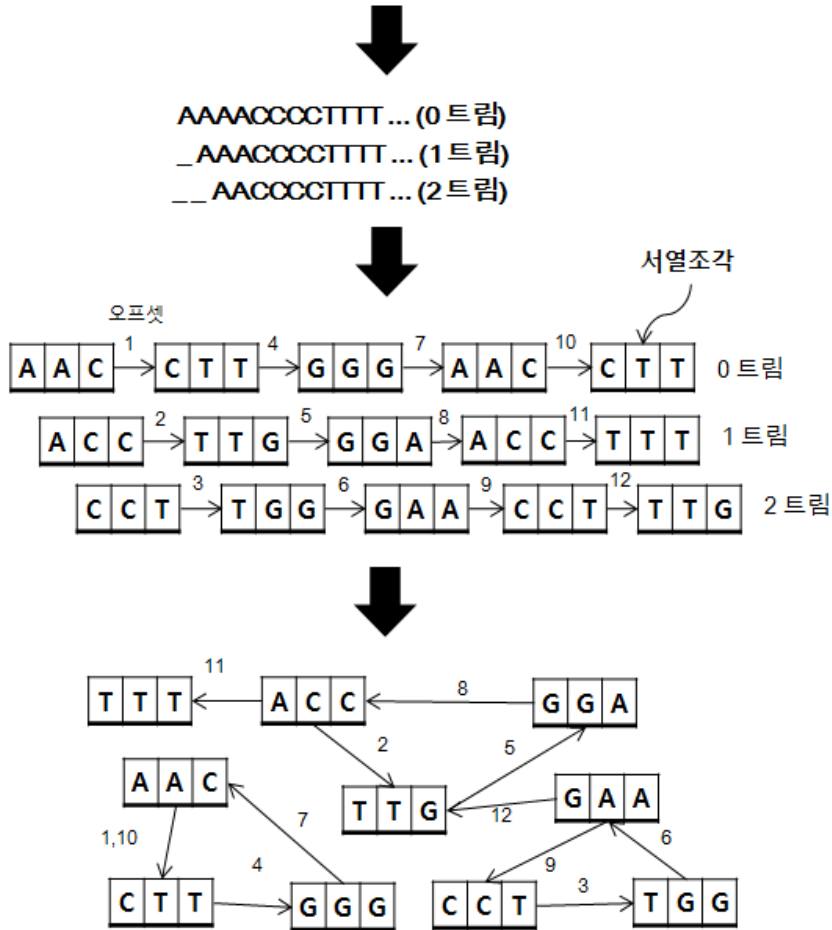 AAAACCCCTTTT ... (0 트림)
_ AAACCCCTTTT ... (1 트림)
_ _ AACCCCTTTT ... (2 트림)
서열조각
오프셋
A A C 1 C T T 4 G G G 7 A A C 10 C T T 0 트림
A C C 2 T T G 5 G G A 8 A C C 11 T T T 1 트림
C C T 3 T G G 6 G A A 9 C C T 12 T T G 2 트림
T T T 11 A C C 8 G G A
2 5
A A C T T G 12 G A A
1,10 7 9 6
C T T 4 G G G C C T 3 T G G